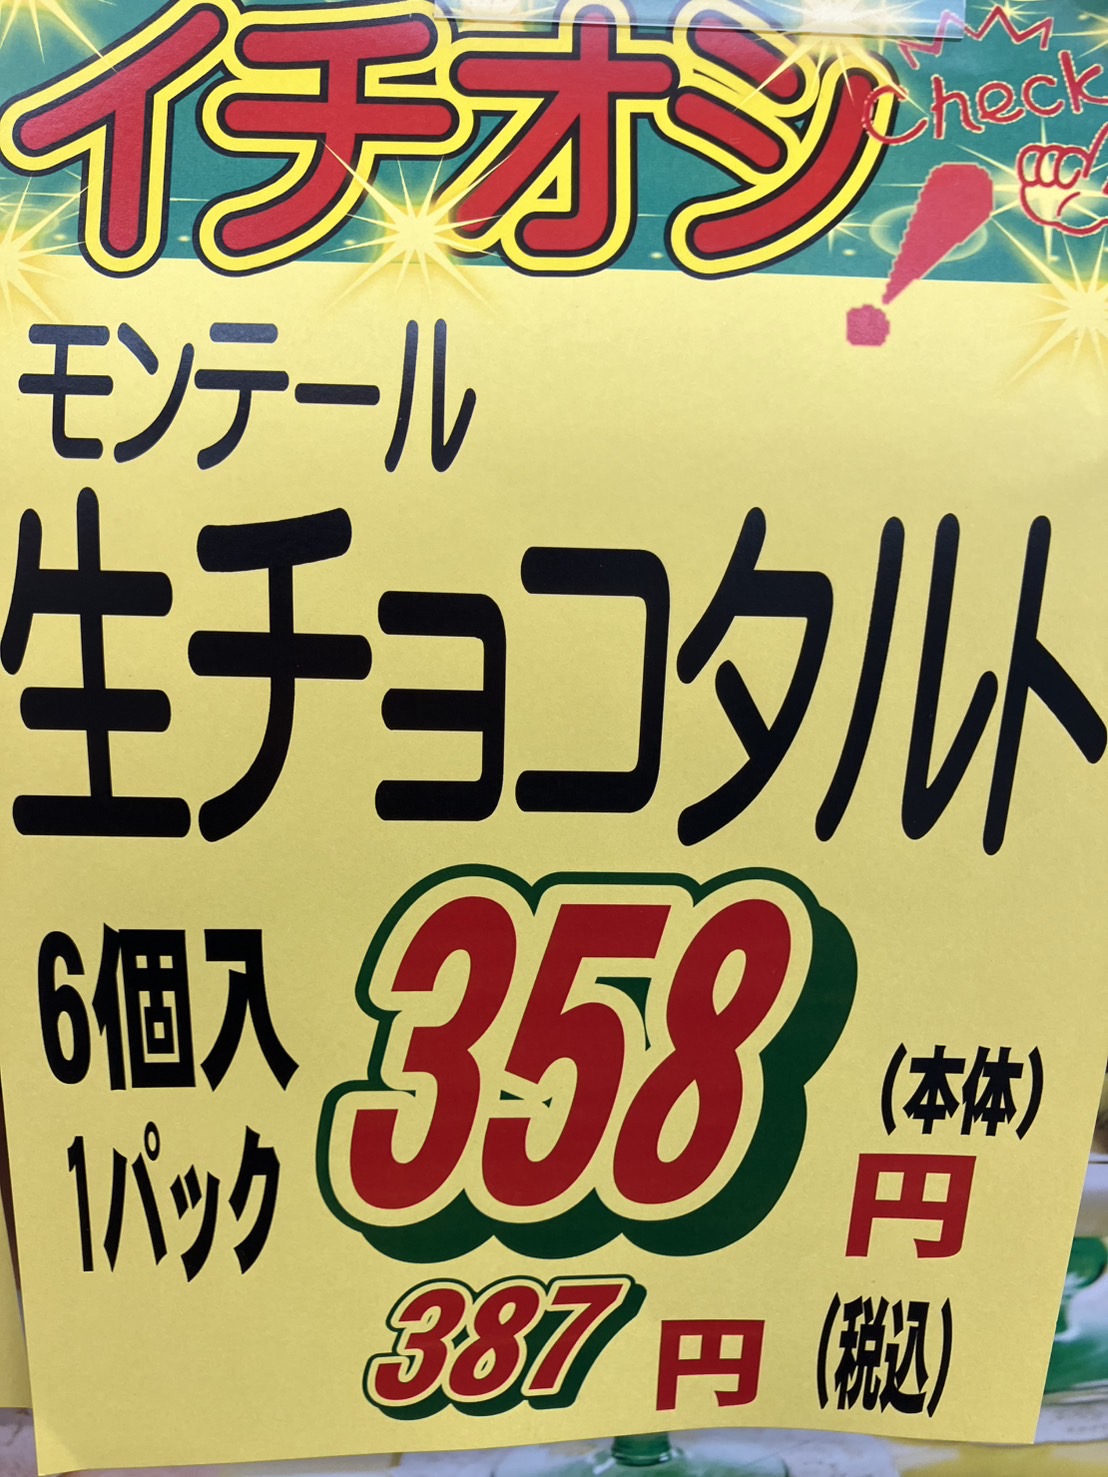 イチオシ
Check
!
モンテール
生チョコタルト
6個入
1パック
358
(本体)
円
387円(税込)